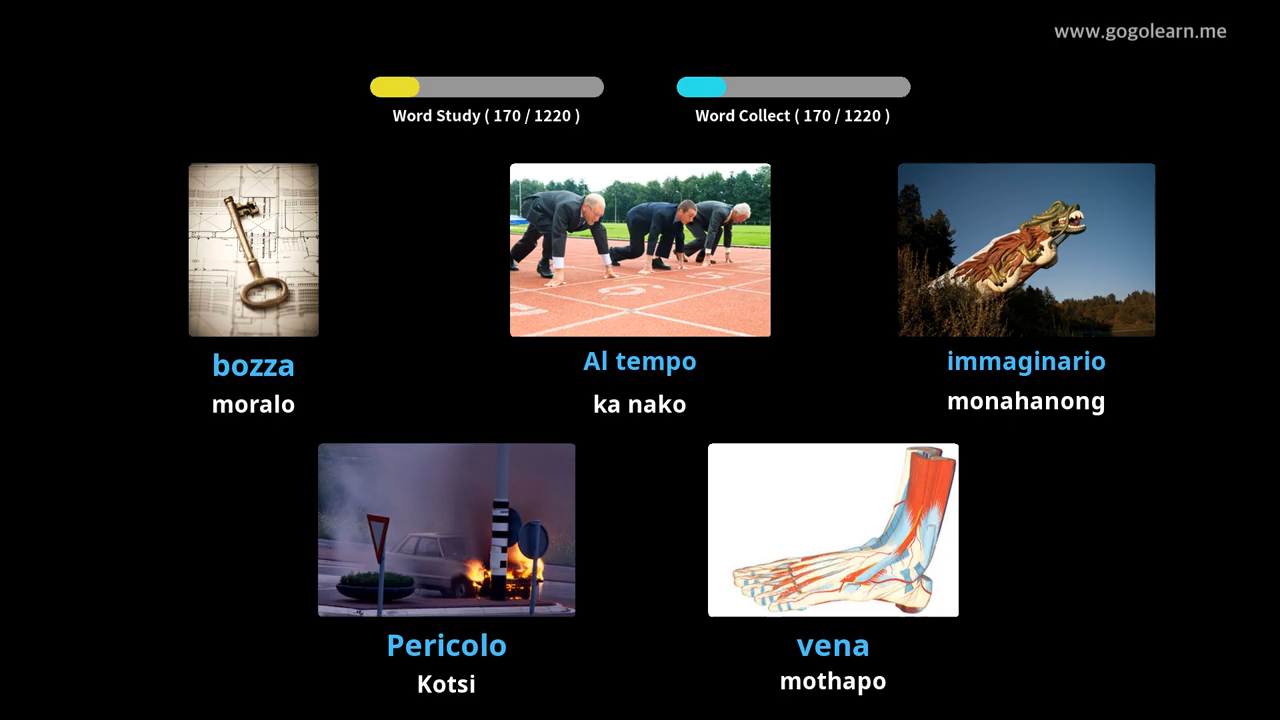 www.gogolearn.me
Word Study ( 170 / 1220 )
Word Collect ( 170 / 1220 )
bozza
moralo
Al tempo
ka nako
immaginario
monahanong
Pericolo
Kotsi
vena
mothapo